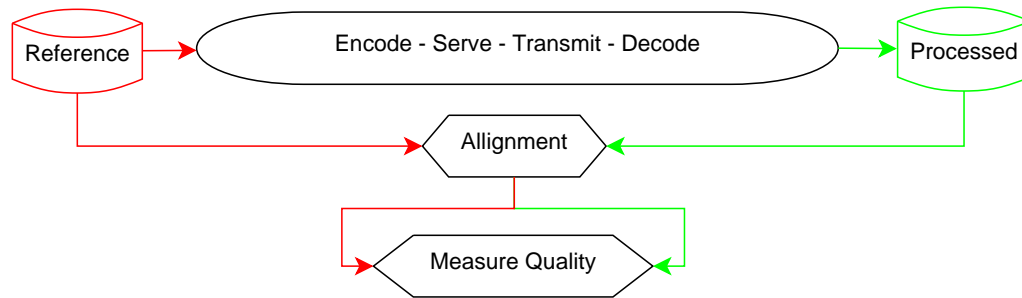 Reference
Encode - Serve - Transmit - Decode
Processed
Allignment
Measure Quality